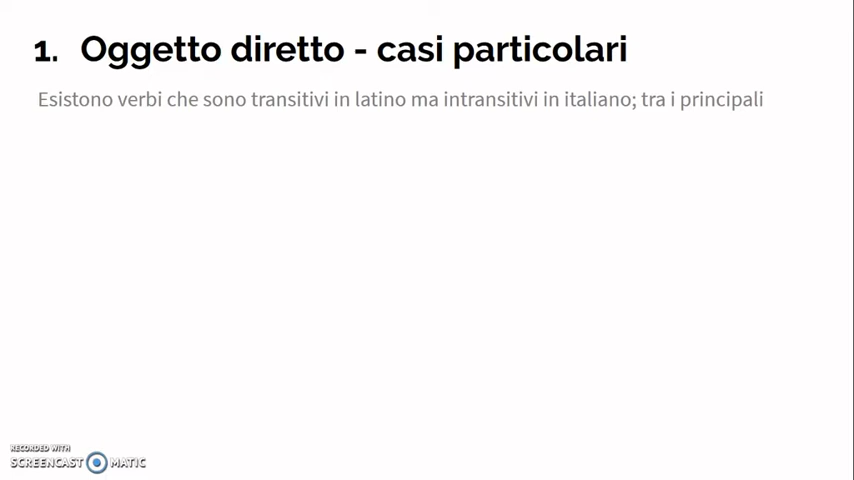 1. Oggetto diretto - casi particolari
Esistono verbi che sono transitivi in latino ma intransitivi in italiano; tra i principali
RECORDED WITH
SCREENCAST MATIC